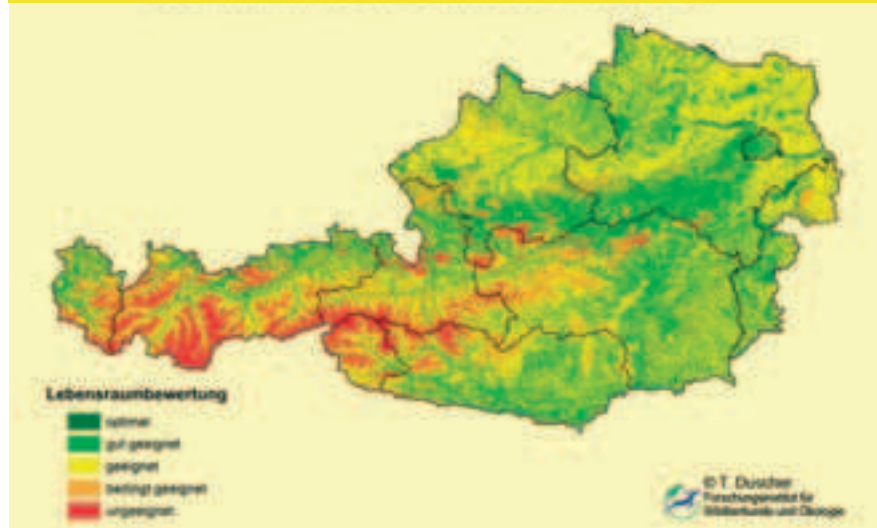 Lebensraumbewertung
optimal
gut geeignet
geeignet
bedingt geeignet
ungeeignet
© T. Duscher
Forschungsinstitut für
Wildtierkunde und Ökologie